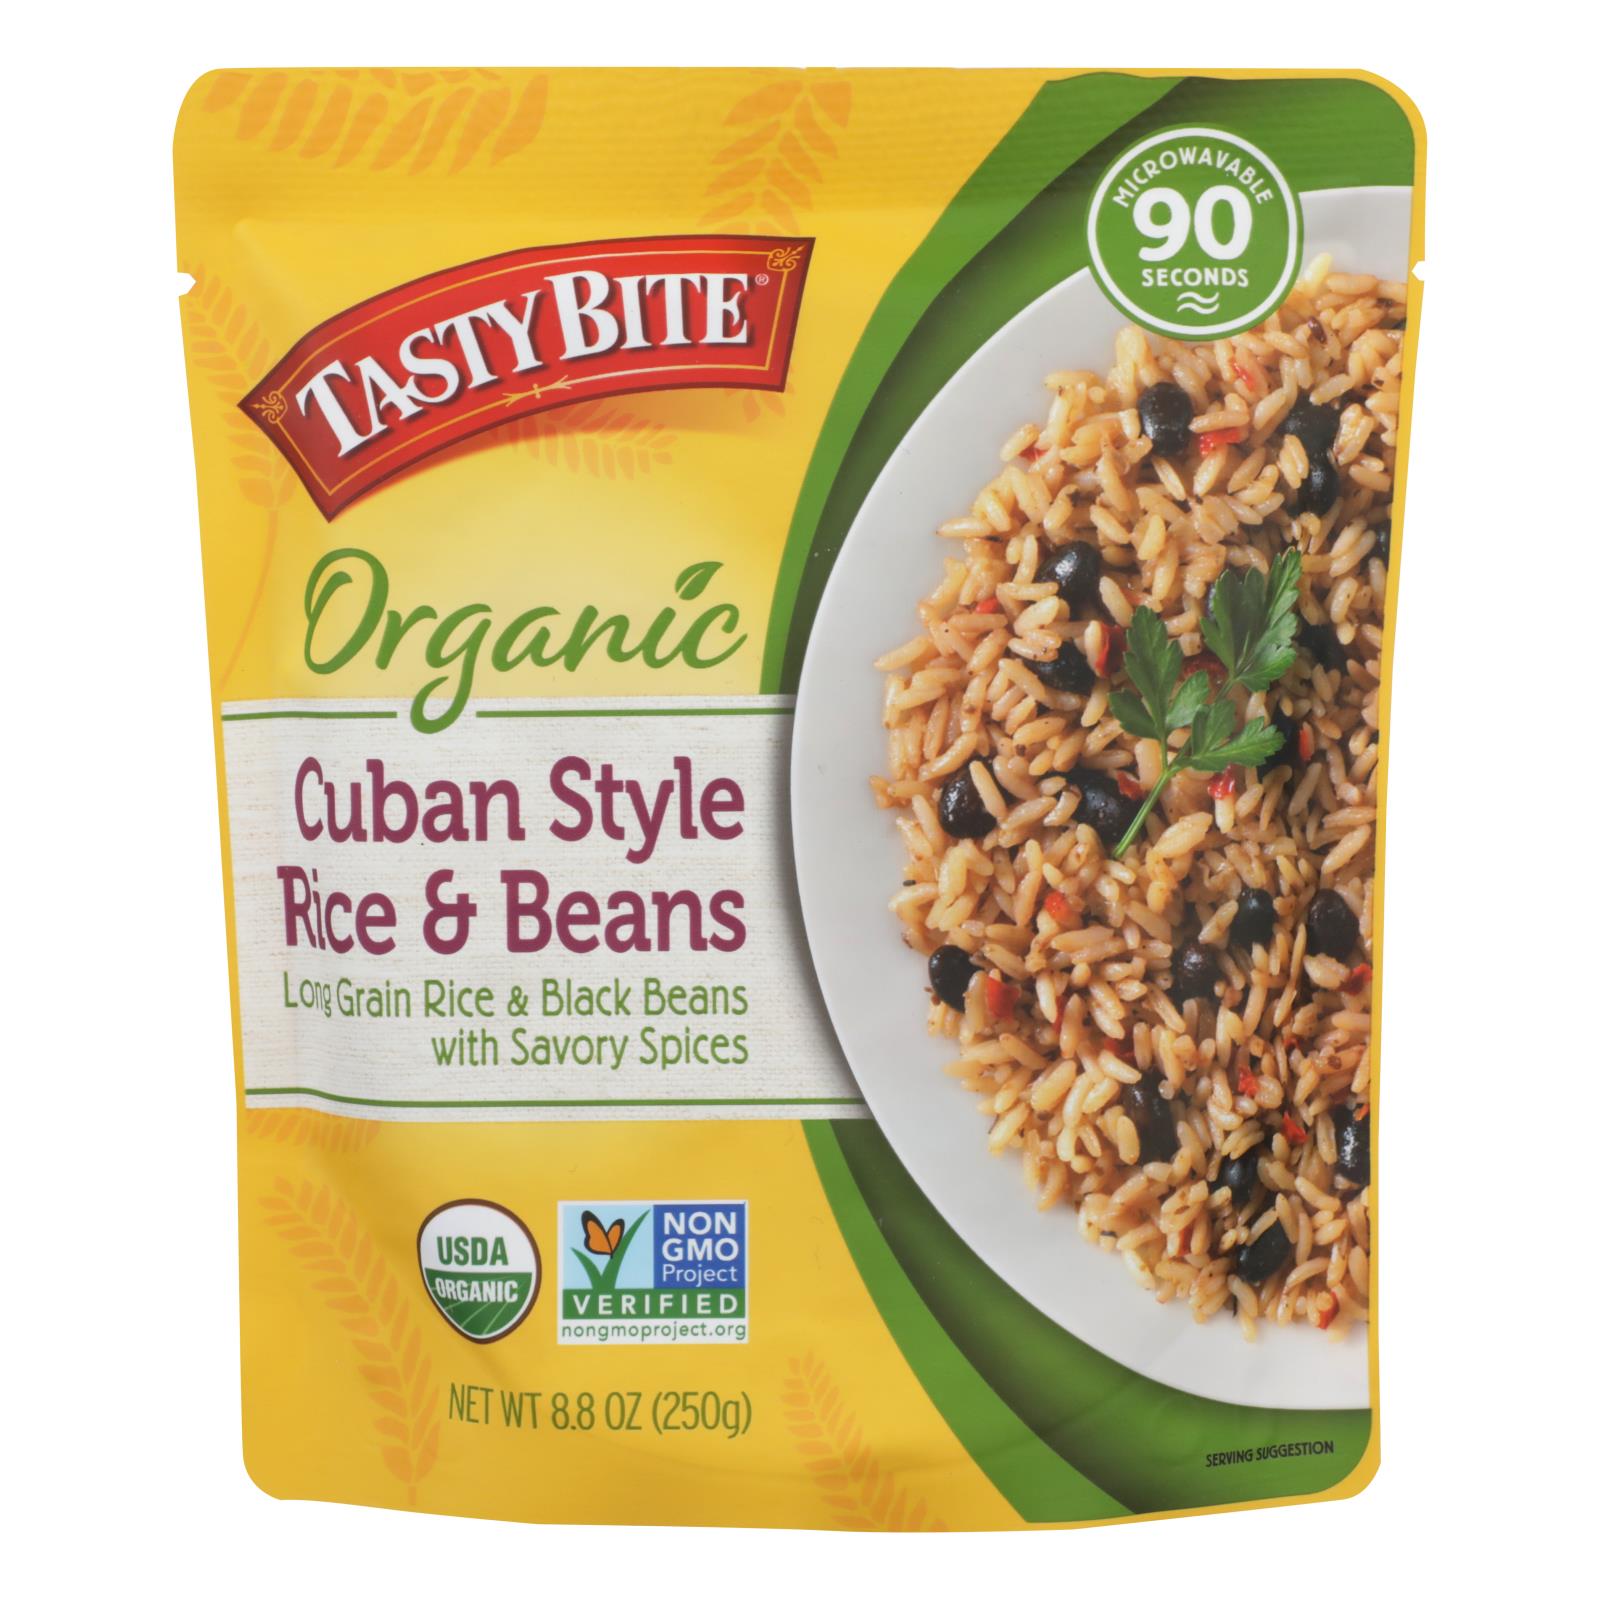 MICROWAVABLE
90
SECONDS
TASTY BITE®
Organic
Cuban Style
Rice & Beans
Long Grain Rice & Black Beans
with Savory Spices
USDA
ORGANIC
NON
GMO
Project
VERIFIED
nongmoproject.org
NET WT 8.8 OZ (250g)
SERVING SUGGESTION